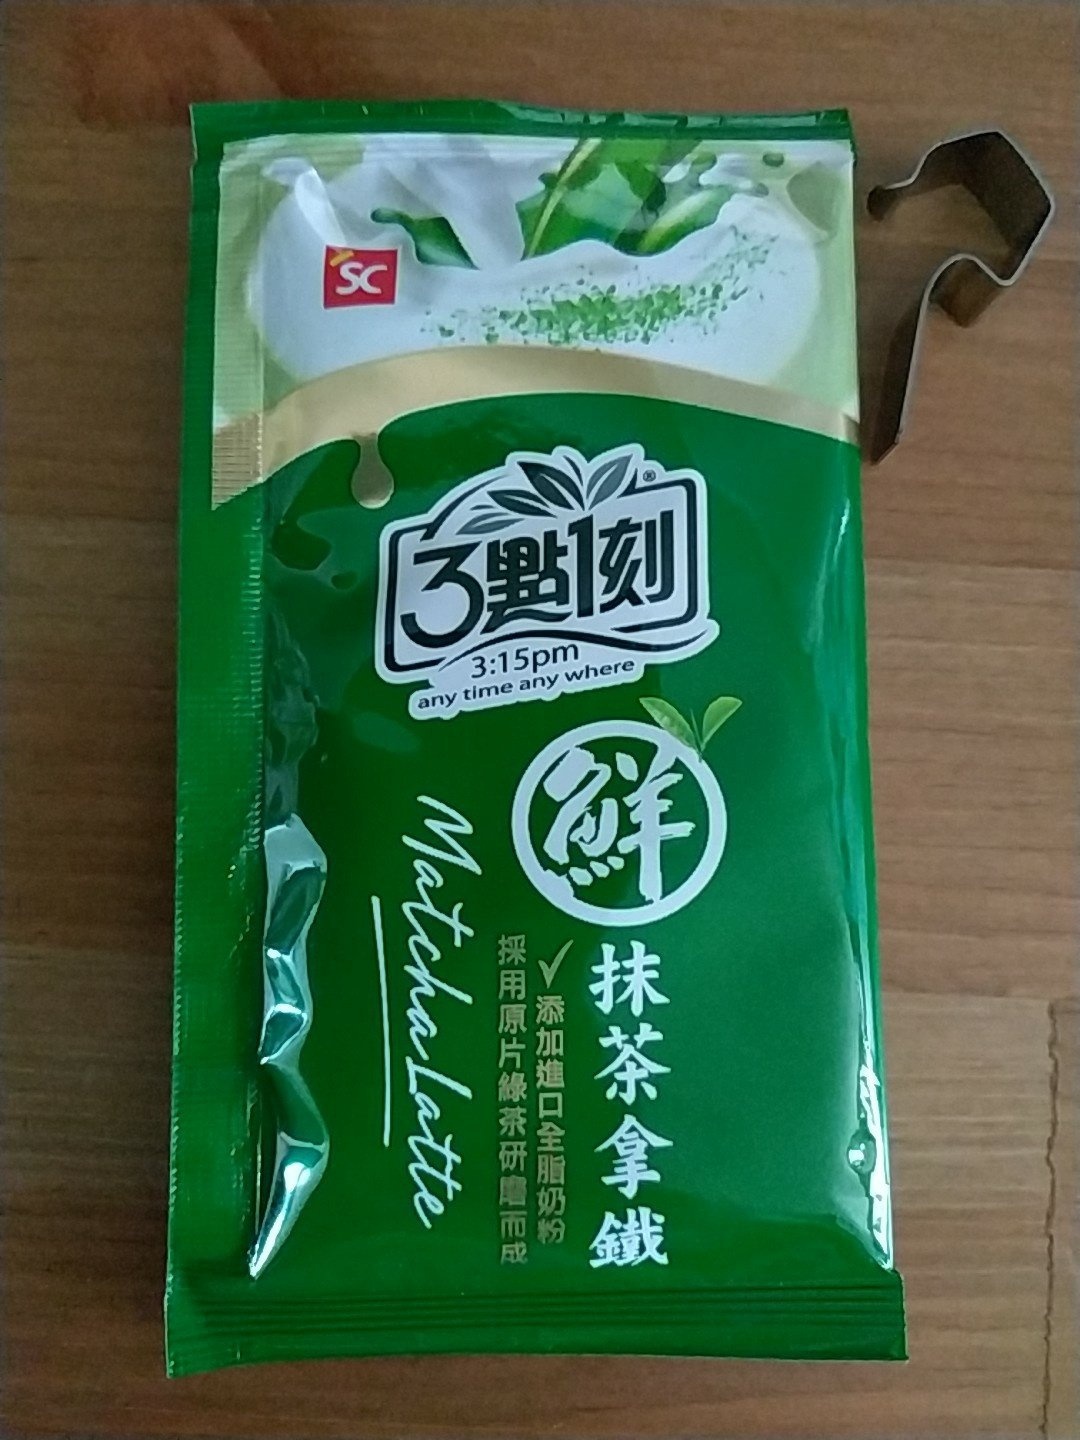 SC
3點1刻®
3:15pm
any time any where
鮮
抹茶拿鐵
✓添加進口全脂奶粉
採用原片綠茶研磨而成
Matcha Latte